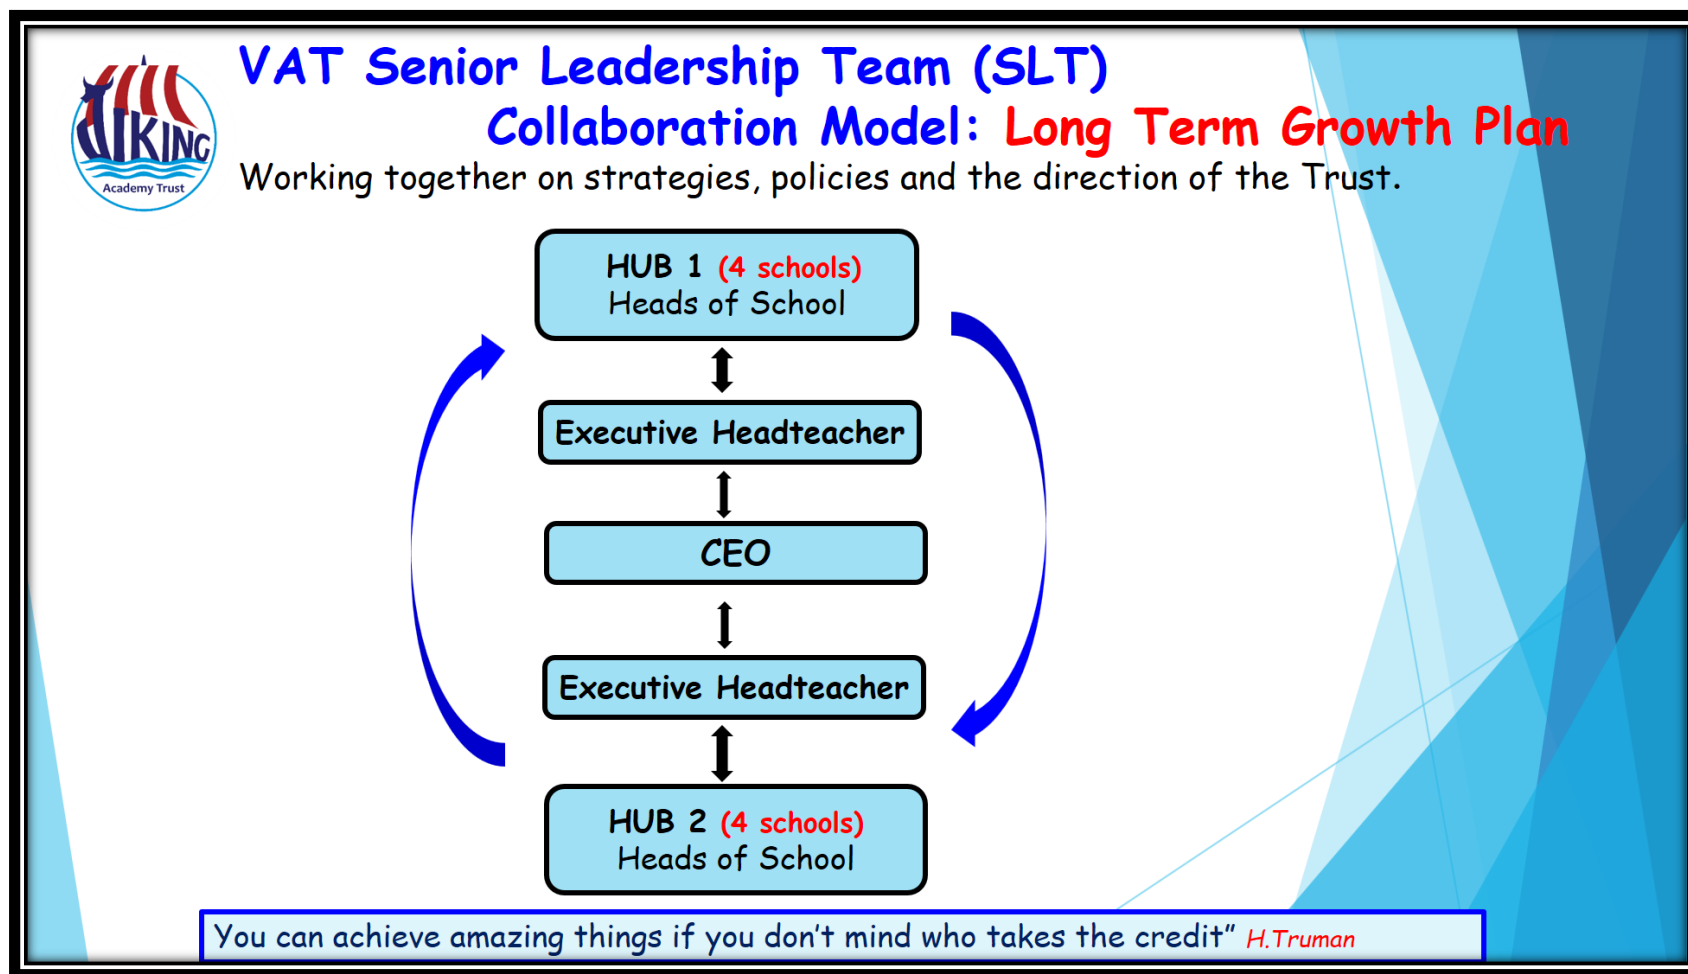 VIKING
Academy Trust
VAT Senior Leadership Team (SLT)
Collaboration Model: Long Term Growth Plan
Working together on strategies, policies and the direction of the Trust.
HUB 1 (4 schools)
Heads of School
Executive Headteacher
CEO
Executive Headteacher
HUB 2 (4 schools)
Heads of School
You can achieve amazing things if you don’t mind who takes the credit” H.Truman